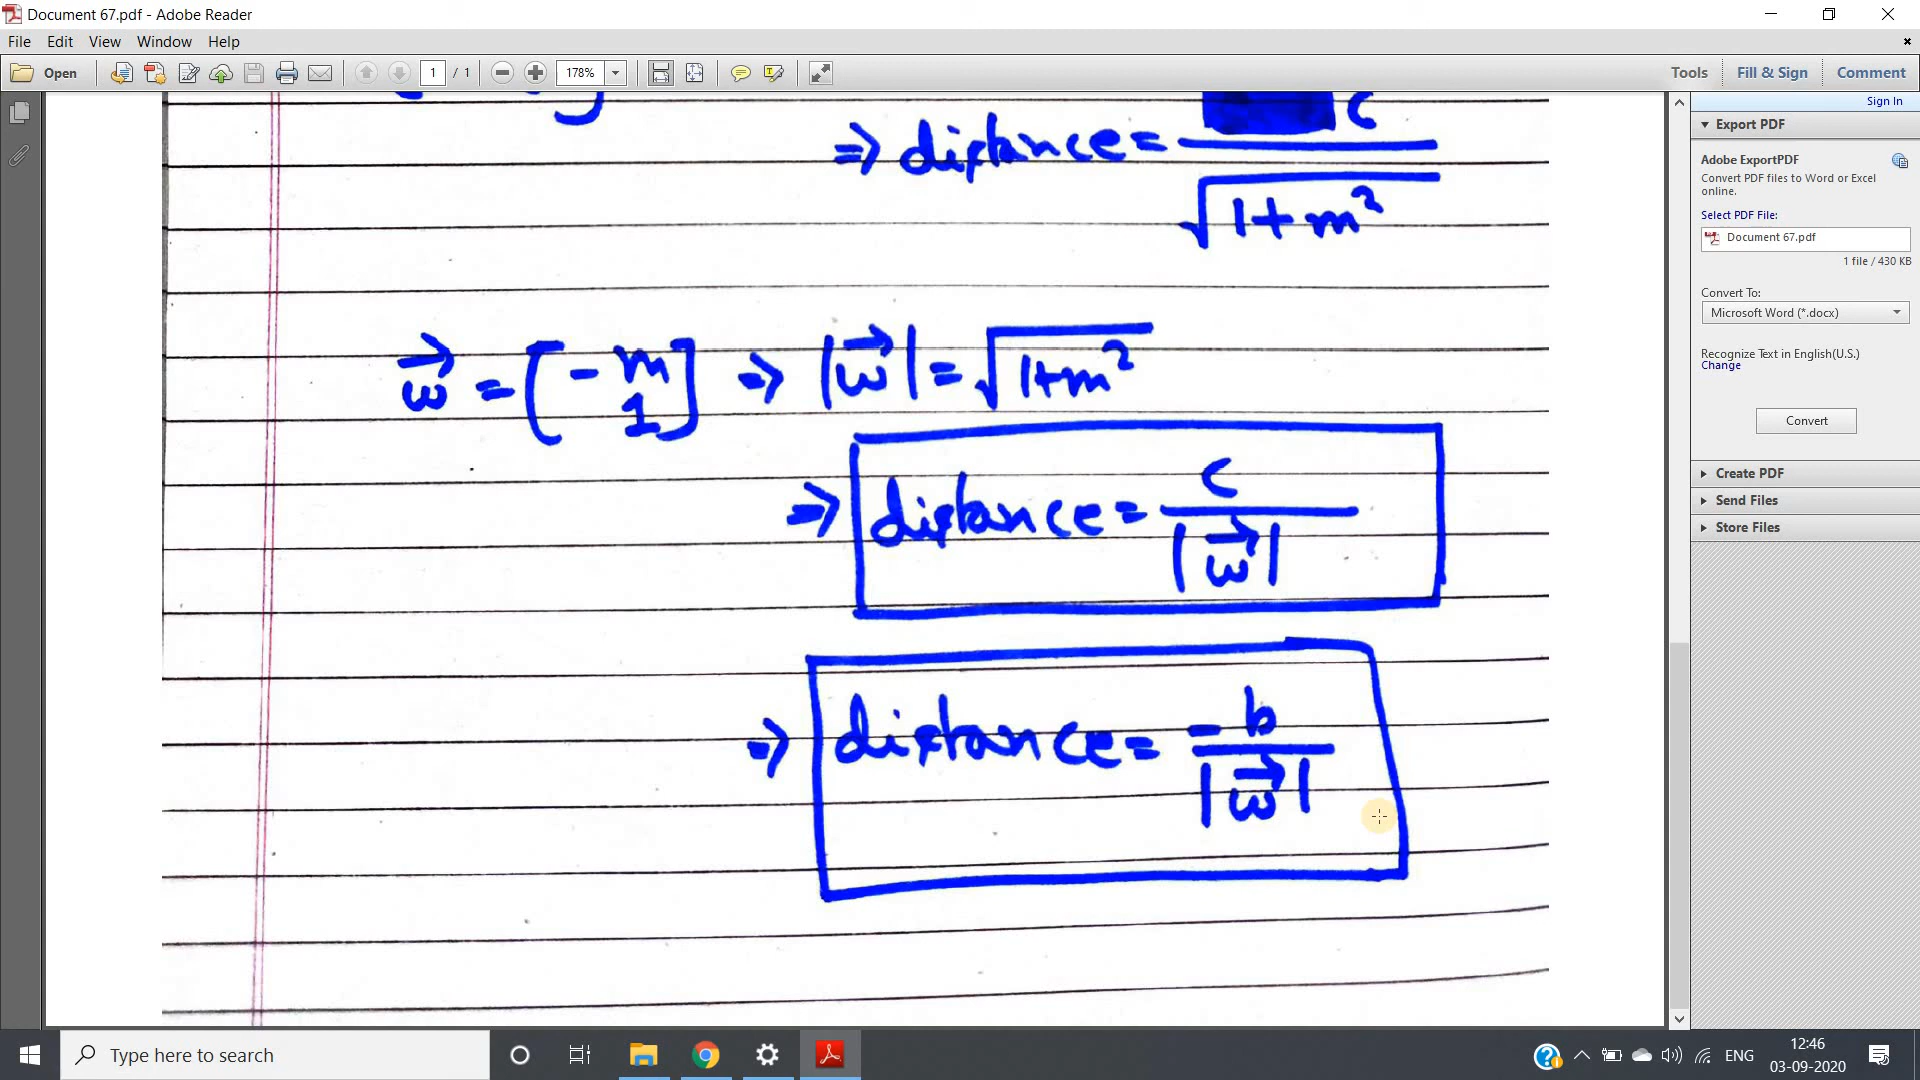 Document 67.pdf - Adobe Reader
File Edit View Window Help
Open 1 / 1 178% Tools Fill & Sign Comment
Sign In
Export PDF
Adobe ExportPDF
Convert PDF files to Word or Excel online.
Select PDF File:
Document 67.pdf
1 file / 430 KB
Convert To:
Microsoft Word (*.docx)
Recognize Text in English(U.S.)
Change
Convert
Create PDF
Send Files
Store Files
⇒ distance = c / √(1+m²)
w⃗ = [-m 1] ⇒ |w⃗| = √(1+m²)
⇒ distance = c / |w⃗|
⇒ distance = -b / |w⃗|
Type here to search
ENG
12:46
03-09-2020